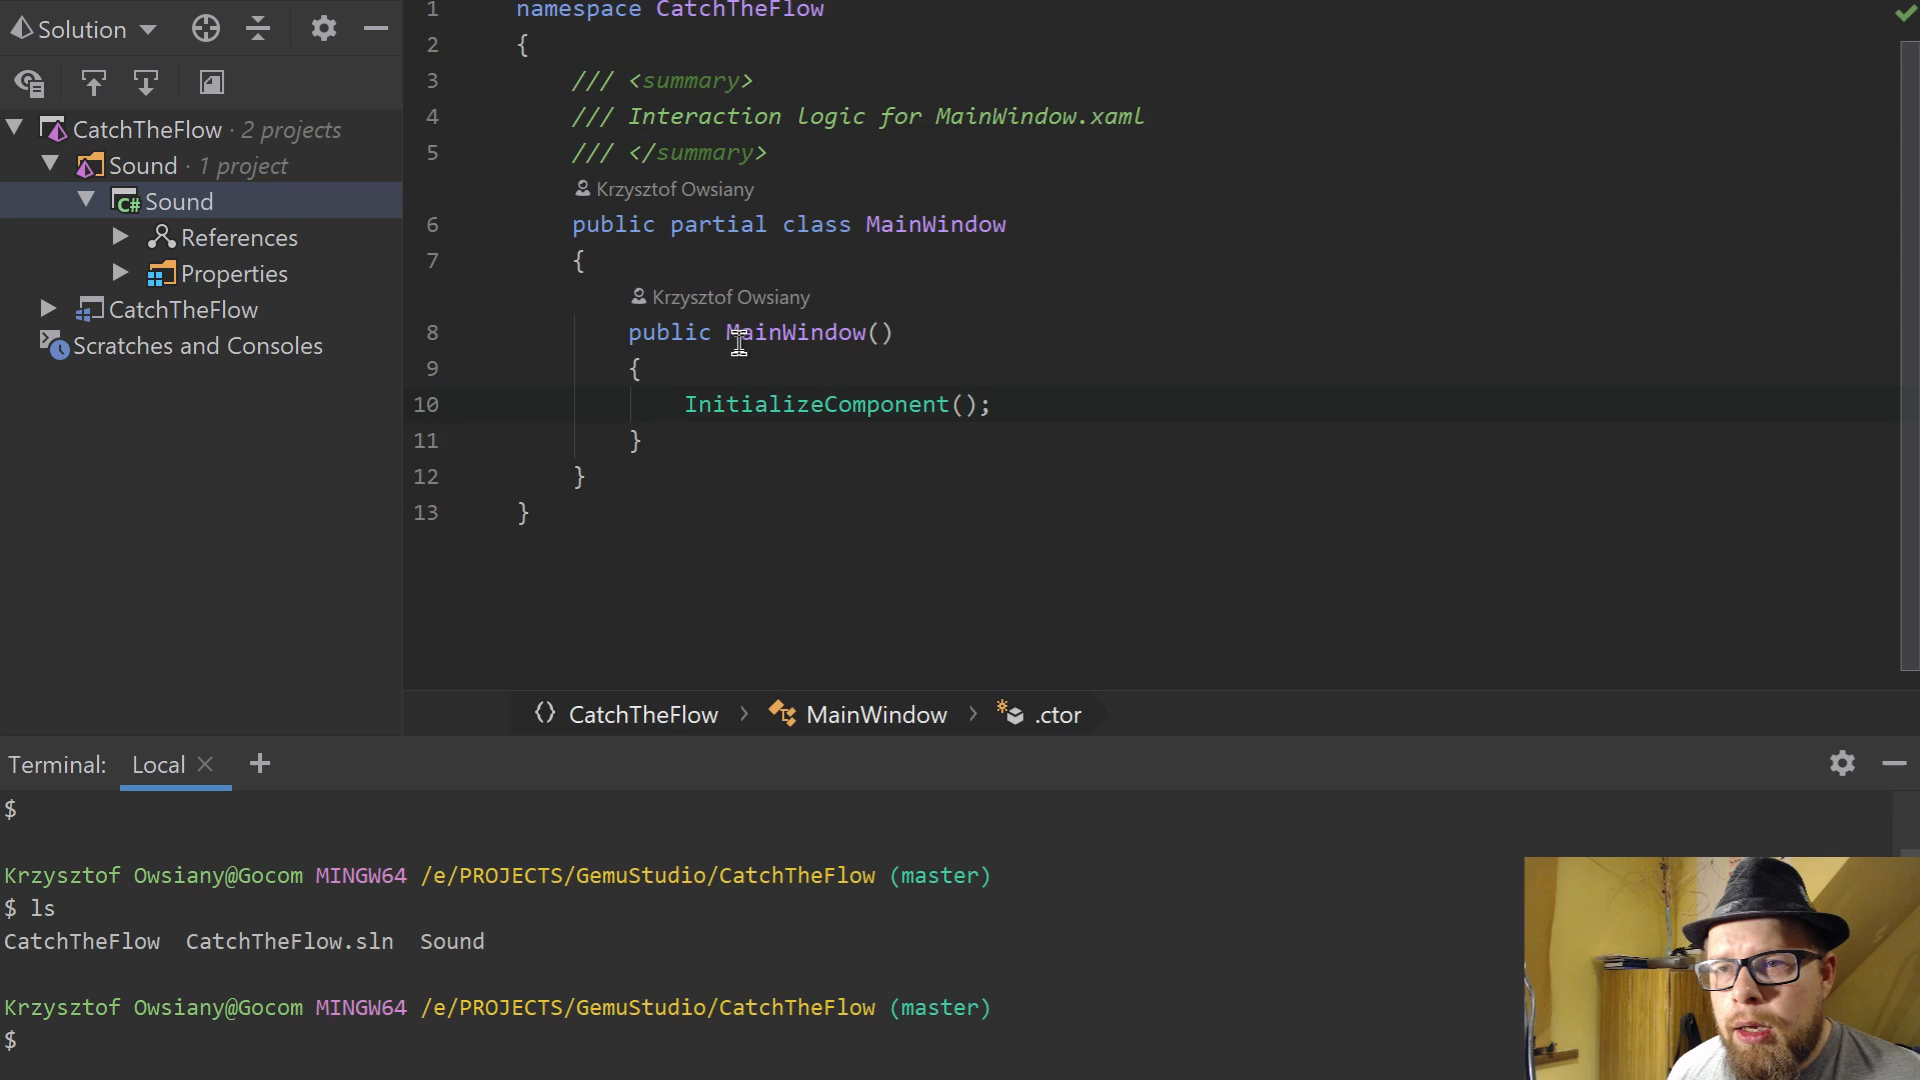 Solution
CatchTheFlow · 2 projects
Sound · 1 project
Sound
References
Properties
CatchTheFlow
Scratches and Consoles
1 namespace CatchTheFlow
2 {
3 /// <summary>
4 /// Interaction logic for MainWindow.xaml
5 /// </summary>
Krzysztof Owsiany
6 public partial class MainWindow
7 {
Krzysztof Owsiany
8 public MainWindow()
9 {
10 InitializeComponent();
11 }
12 }
13 }
CatchTheFlow > MainWindow > .ctor
Terminal: Local
$
Krzysztof Owsiany@Gocom MINGW64 /e/PROJECTS/GemuStudio/CatchTheFlow (master)
$ ls
CatchTheFlow CatchTheFlow.sln Sound
Krzysztof Owsiany@Gocom MINGW64 /e/PROJECTS/GemuStudio/CatchTheFlow (master)
$